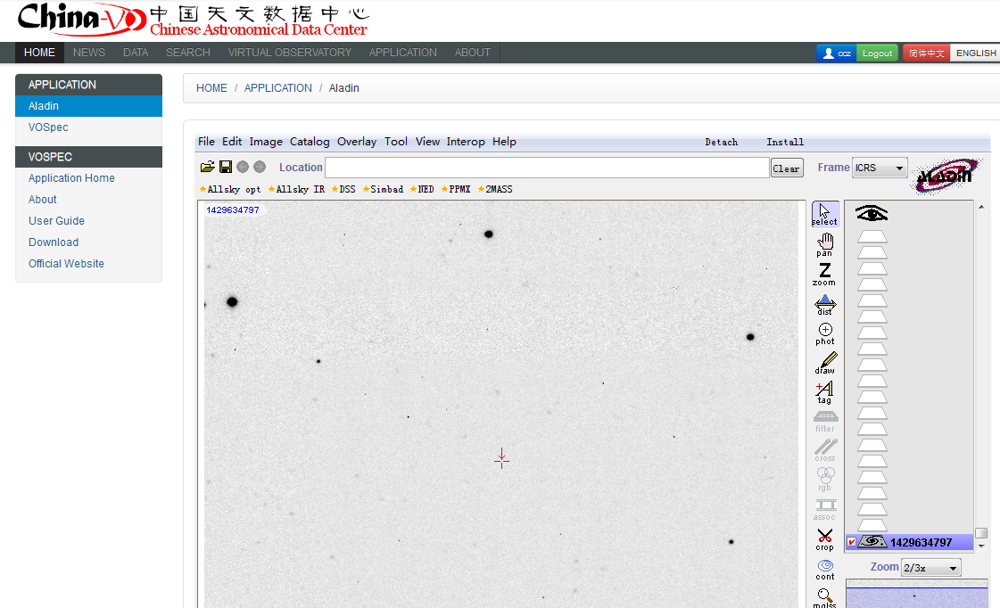 China-VO 中国天文数据中心
Chinese Astronomical Data Center
HOME NEWS DATA SEARCH VIRTUAL OBSERVATORY APPLICATION ABOUT ccz Logout 简体中文 ENGLISH
APPLICATION
Aladin
VOSpec
VOSPEC
Application Home
About
User Guide
Download
Official Website
HOME / APPLICATION / Aladin
File Edit Image Catalog Overlay Tool View Interop Help Detach Install
Location Clear Frame ICRS ALADIN
Allsky opt Allsky IR DSS Simbad NED PPMX 2MASS
1429634797
select
pan
zoom
dist
phot
draw
tag
filter
cross
rgb
assoc
crop
cont
mglss
1429634797
Zoom 2/3x